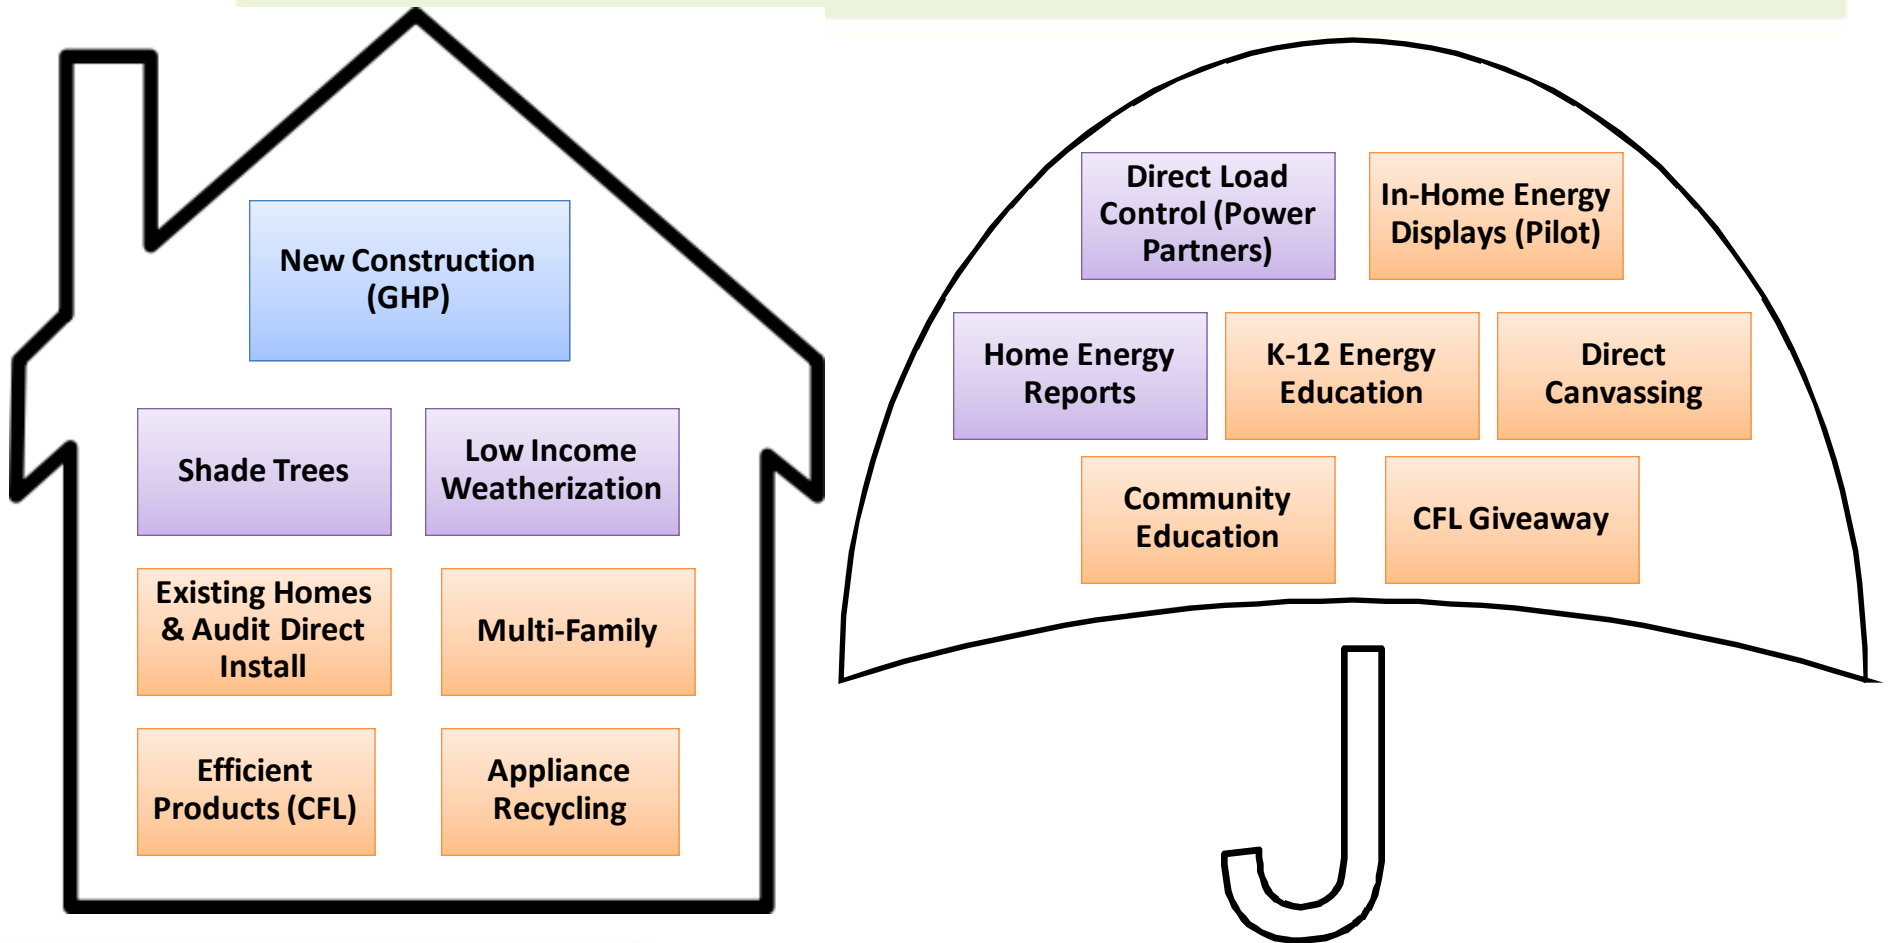 New Construction
(GHP)
Shade Trees
Low Income
Weatherization
Existing Homes
& Audit Direct
Install
Multi-Family
Efficient
Products (CFL)
Appliance
Recycling
Direct Load
Control (Power
Partners)
In-Home Energy
Displays (Pilot)
Home Energy
Reports
K-12 Energy
Education
Direct
Canvassing
Community
Education
CFL Giveaway